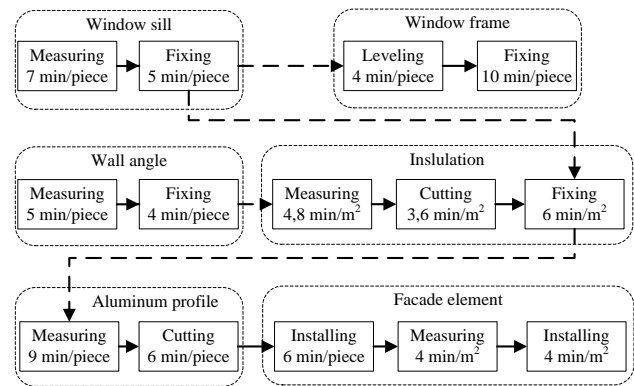 Window sill
Window frame
Measuring
7 min/piece
Fixing
5 min/piece
Leveling
4 min/piece
Fixing
10 min/piece
Wall angle
Inslulation
Measuring
5 min/piece
Fixing
4 min/piece
Measuring
4,8 min/m²
Cutting
3,6 min/m²
Fixing
6 min/m²
Aluminum profile
Facade element
Measuring
9 min/piece
Cutting
6 min/piece
Installing
6 min/piece
Measuring
4 min/m²
Installing
4 min/m²